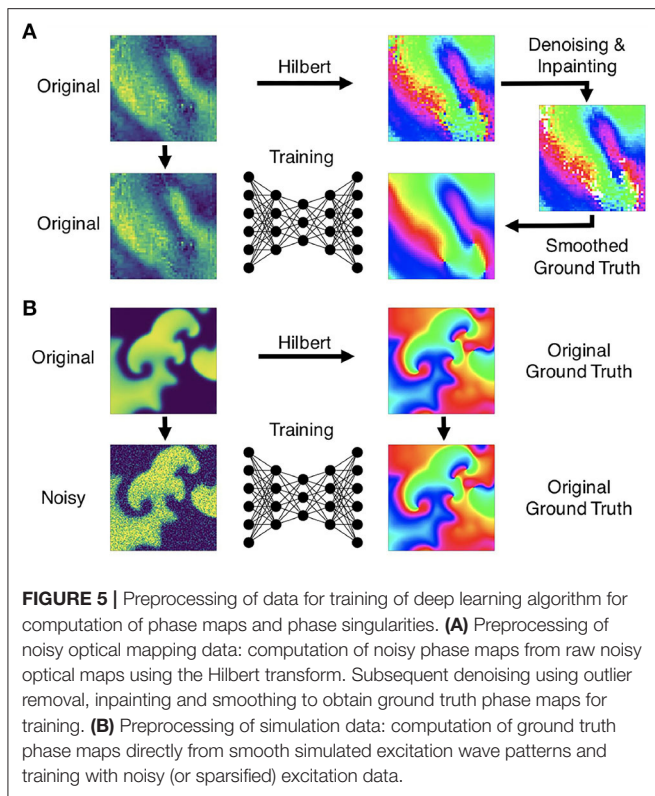 A
Original
Hilbert
Denoising &
Inpainting
Original
Training
Smoothed
Ground Truth
B
Original
Hilbert
Original
Ground Truth
Training
Noisy
Original
Ground Truth
FIGURE 5 | Preprocessing of data for training of deep learning algorithm for
computation of phase maps and phase singularities. (A) Preprocessing of
noisy optical mapping data: computation of noisy phase maps from raw noisy
optical maps using the Hilbert transform. Subsequent denoising using outlier
removal, inpainting and smoothing to obtain ground truth phase maps for
training. (B) Preprocessing of simulation data: computation of ground truth
phase maps directly from smooth simulated excitation wave patterns and
training with noisy (or sparsified) excitation data.